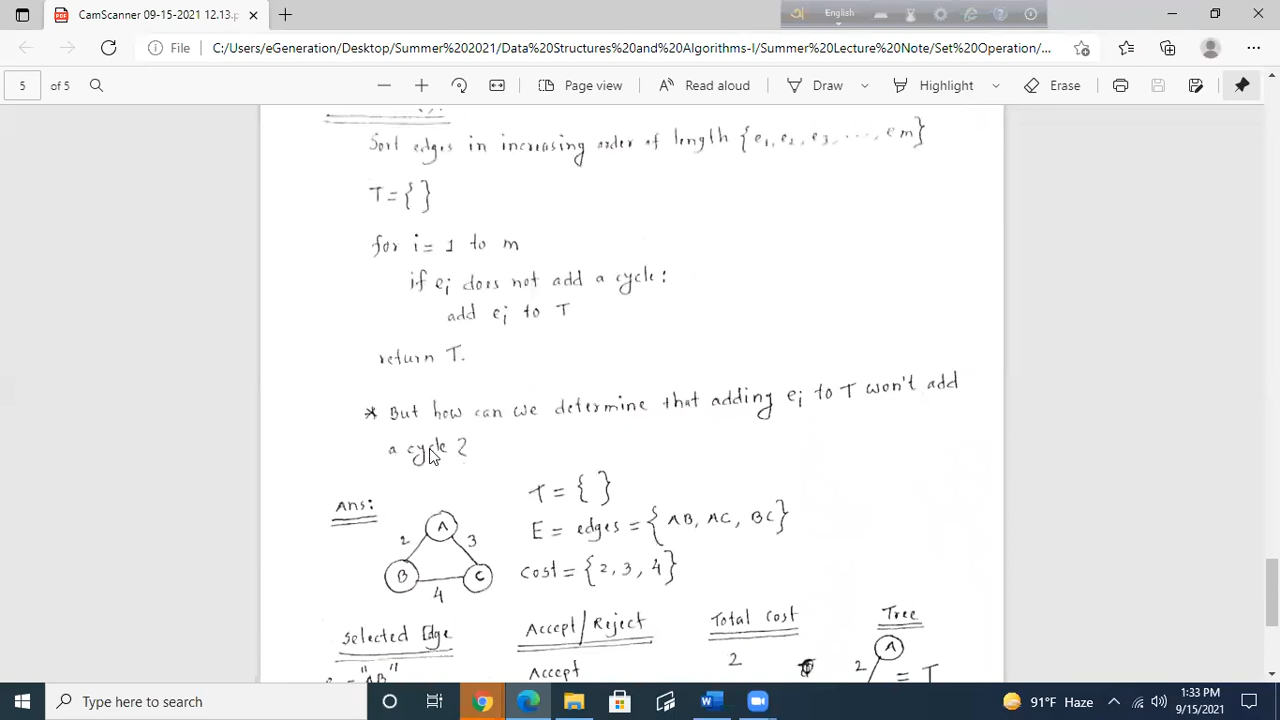 CamScanner 09-15-2021 12.13.p
English
File
C:/Users/eGeneration/Desktop/Summer%202021/Data%20Structures%20and%20Algorithms-I/Summer%20Lecture%20Note/Set%20Operation/...
5 of 5
Page view
Read aloud
Draw
Highlight
Erase
Sort edges in increasing order of length {e1, e2, e3, ...., em}
T = { }
for i = 1 to m
if ei does not add a cycle:
add ei to T
return T.
* But how can we determine that adding ei to T won't add
a cycle ?
Ans:
T = { }
E = edges = {AB, AC, BC}
cost = {2, 3, 4}
A
2
3
B
C
4
Selected Edge
Accept/Reject
Total cost
Tree
"AB"
Accept
2
A
2
= T
Type here to search
91°F Haze
1:33 PM
9/15/2021